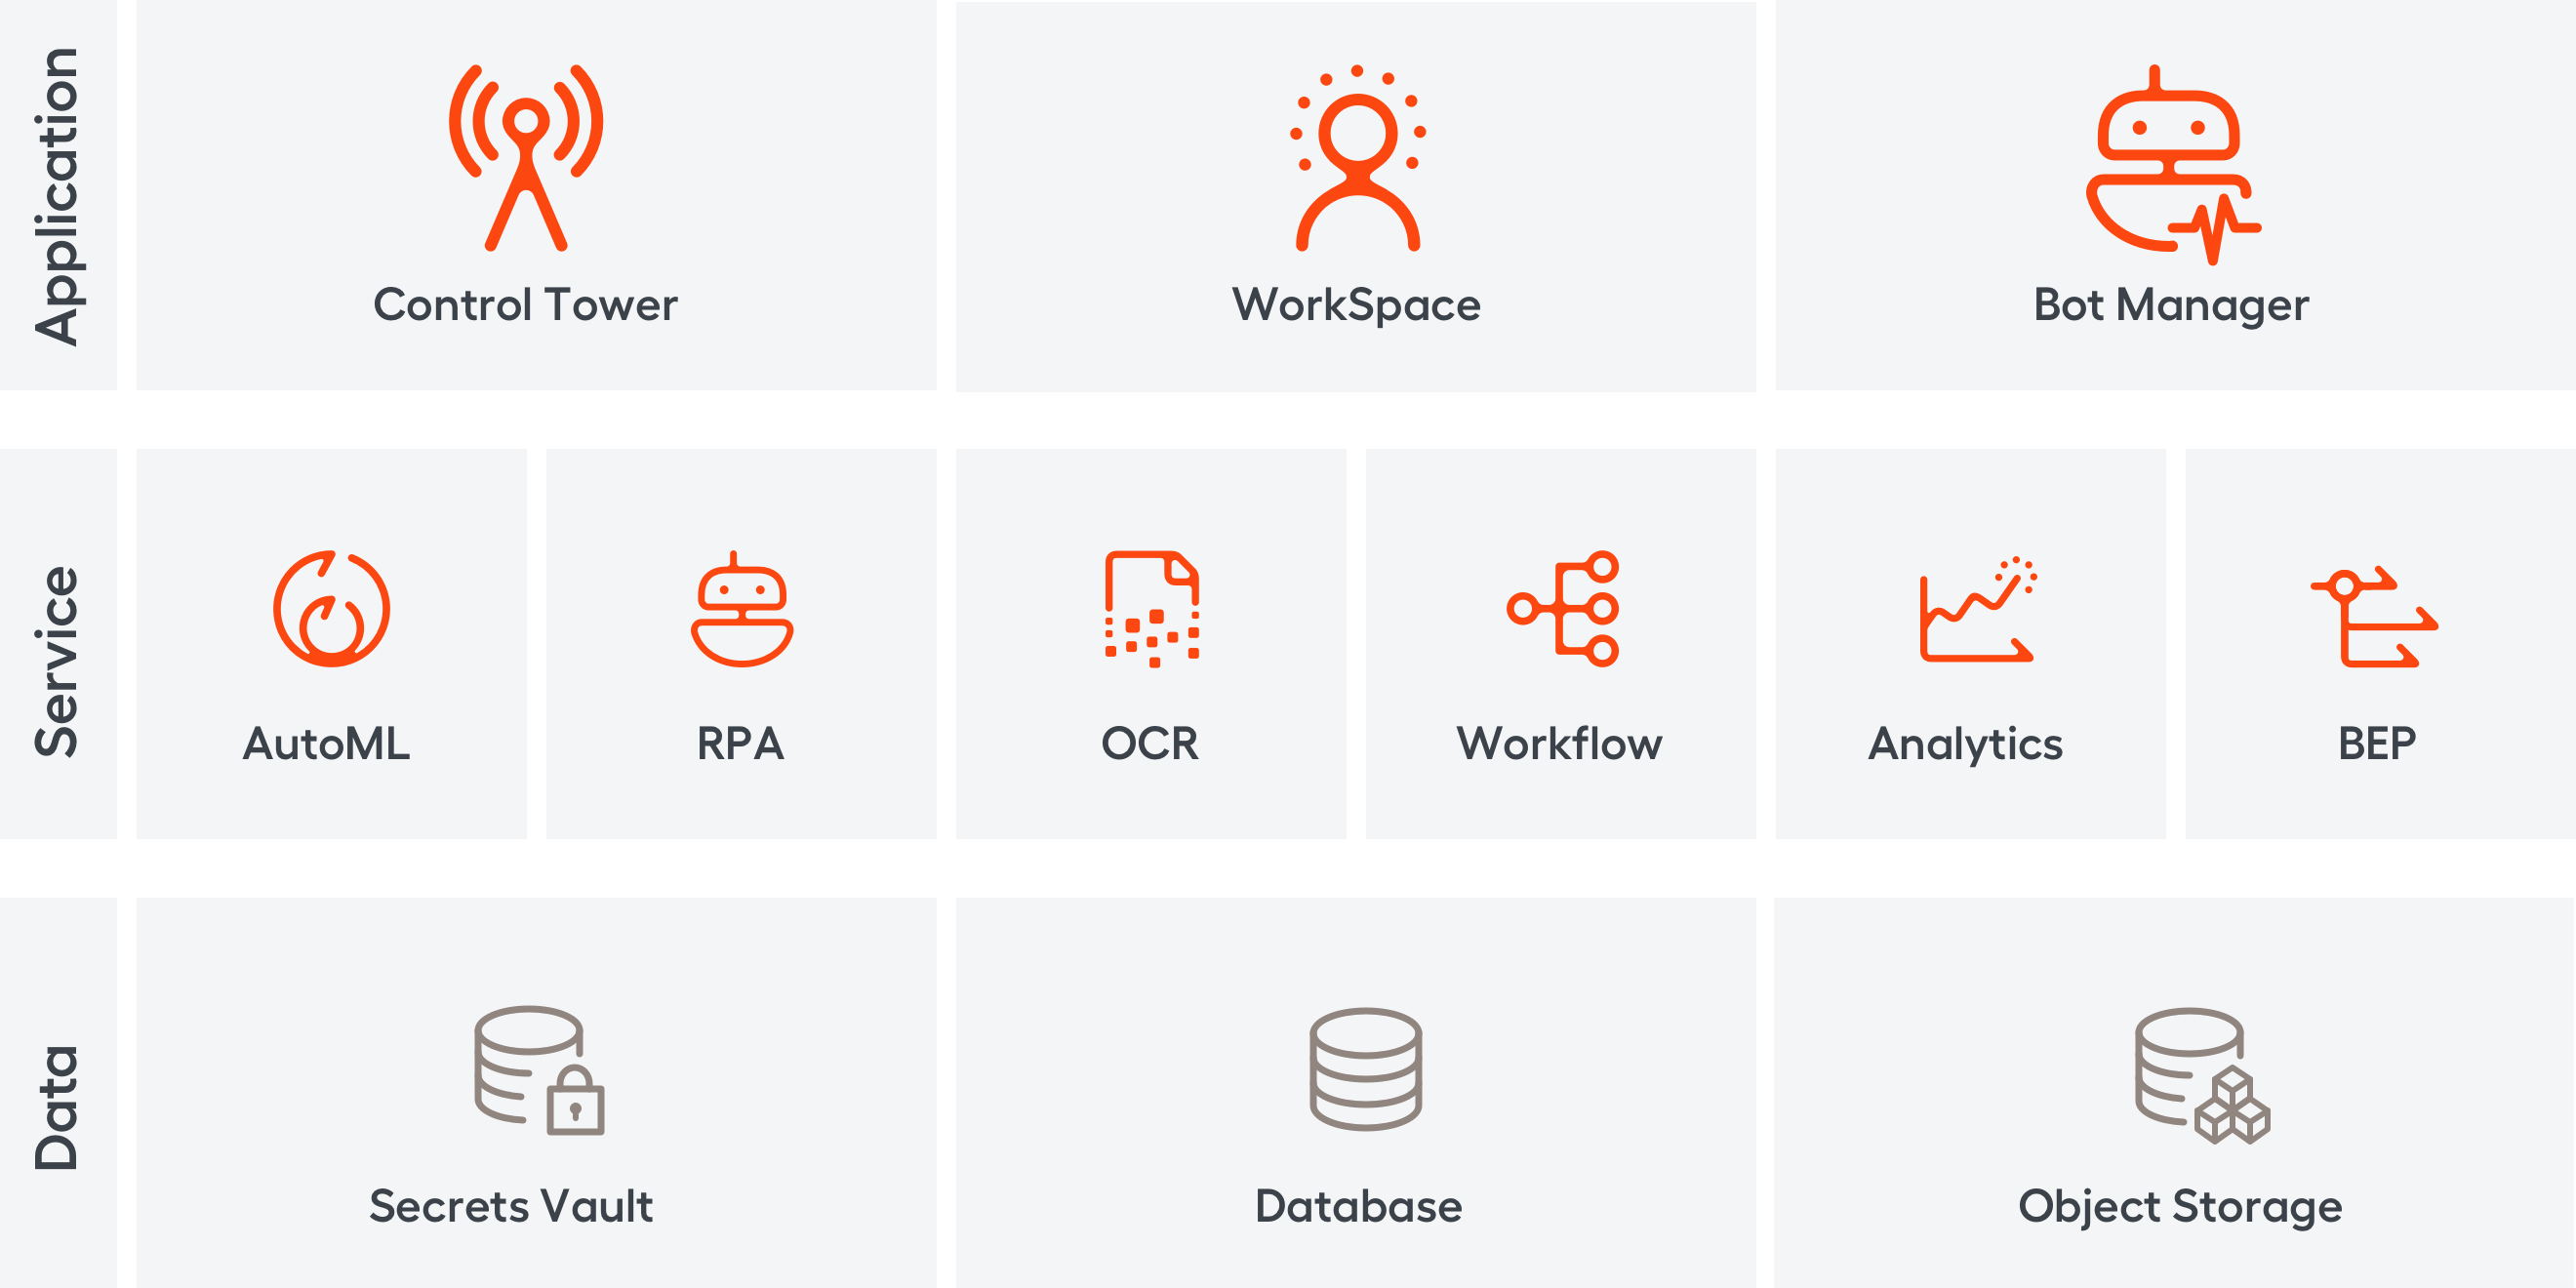 Application
Control Tower
WorkSpace
Bot Manager
Service
AutoML
RPA
OCR
Workflow
Analytics
BEP
Data
Secrets Vault
Database
Object Storage